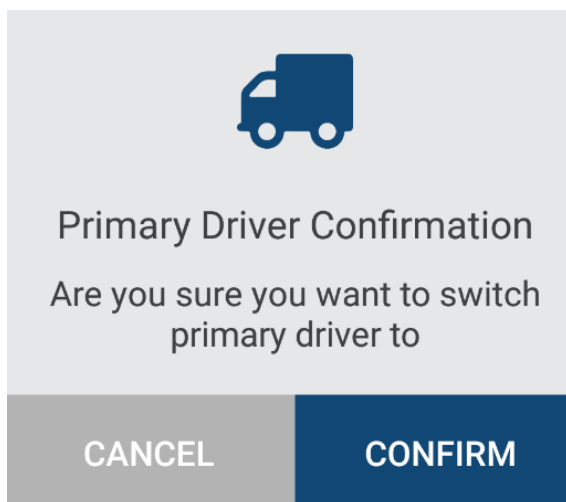 Primary Driver Confirmation
Are you sure you want to switch
primary driver to
CANCEL
CONFIRM